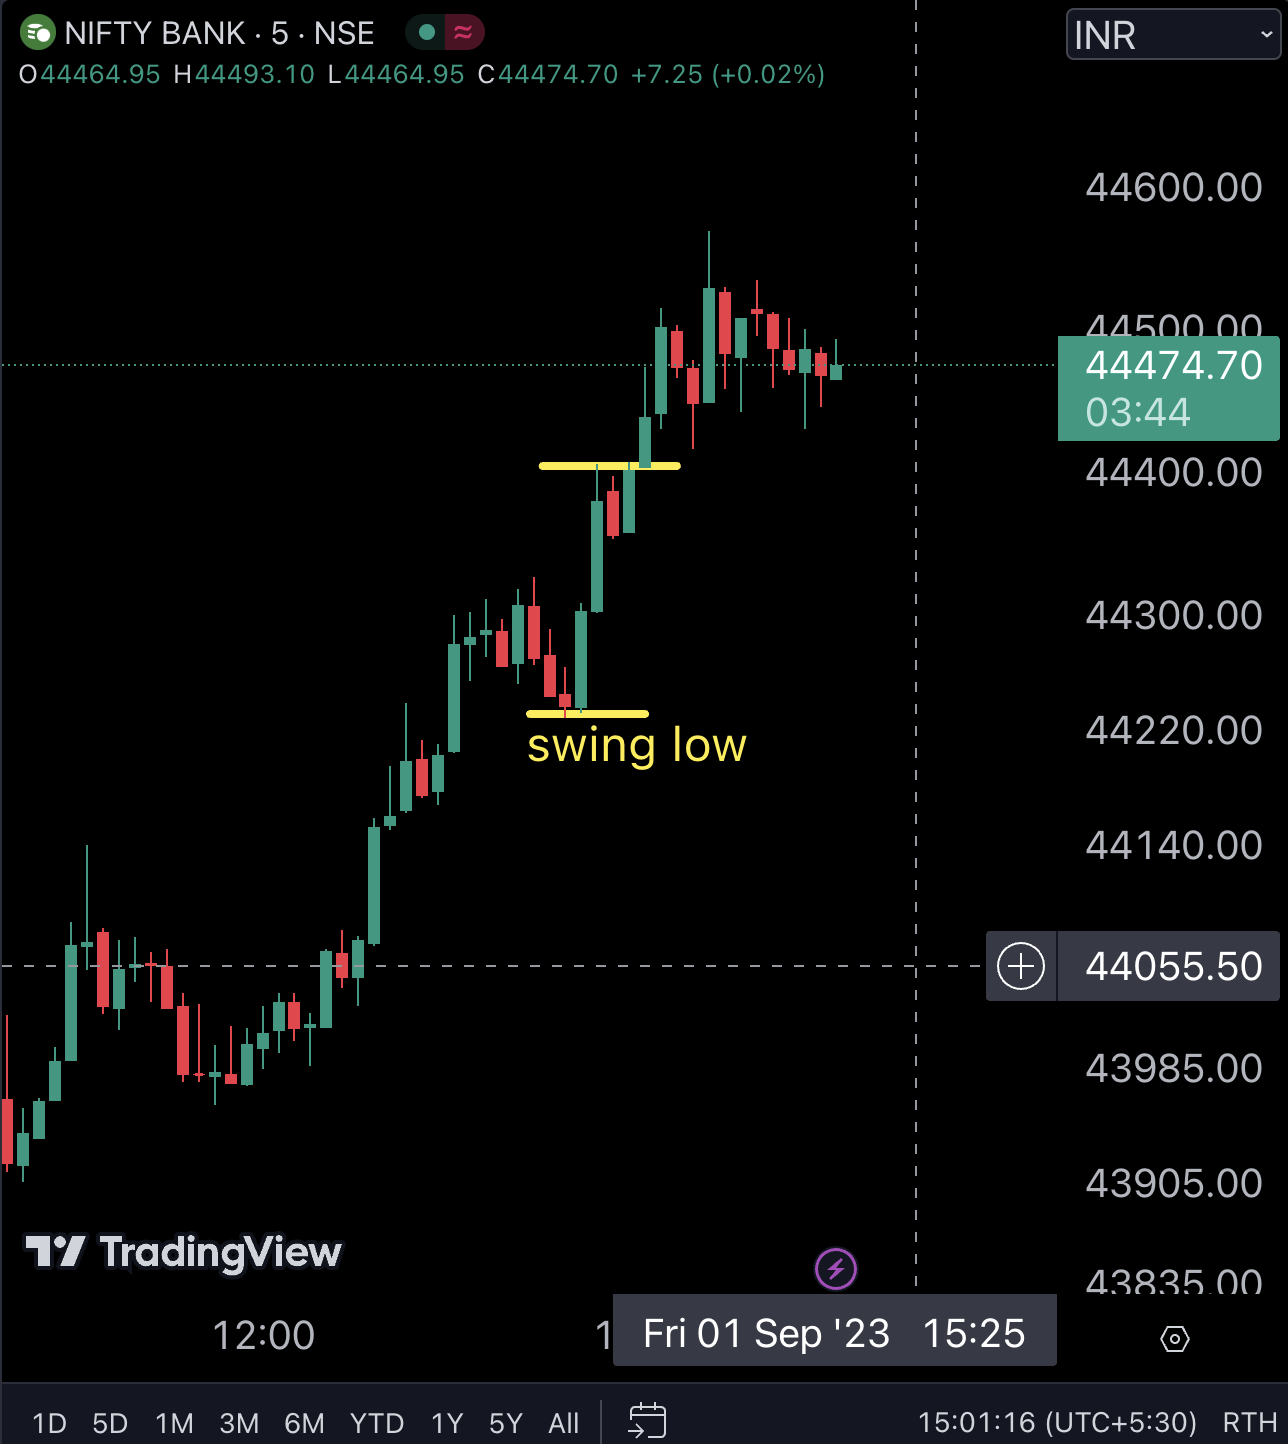 NIFTY BANK · 5 · NSE
INR
O44464.95 H44493.10 L44464.95 C44474.70 +7.25 (+0.02%)
44600.00
44500.00
44474.70
03:44
44400.00
44300.00
swing low
44220.00
44140.00
44055.50
43985.00
43905.00
TradingView
43835.00
12:00
Fri 01 Sep '23 15:25
1D 5D 1M 3M 6M YTD 1Y 5Y All
15:01:16 (UTC+5:30) RTH